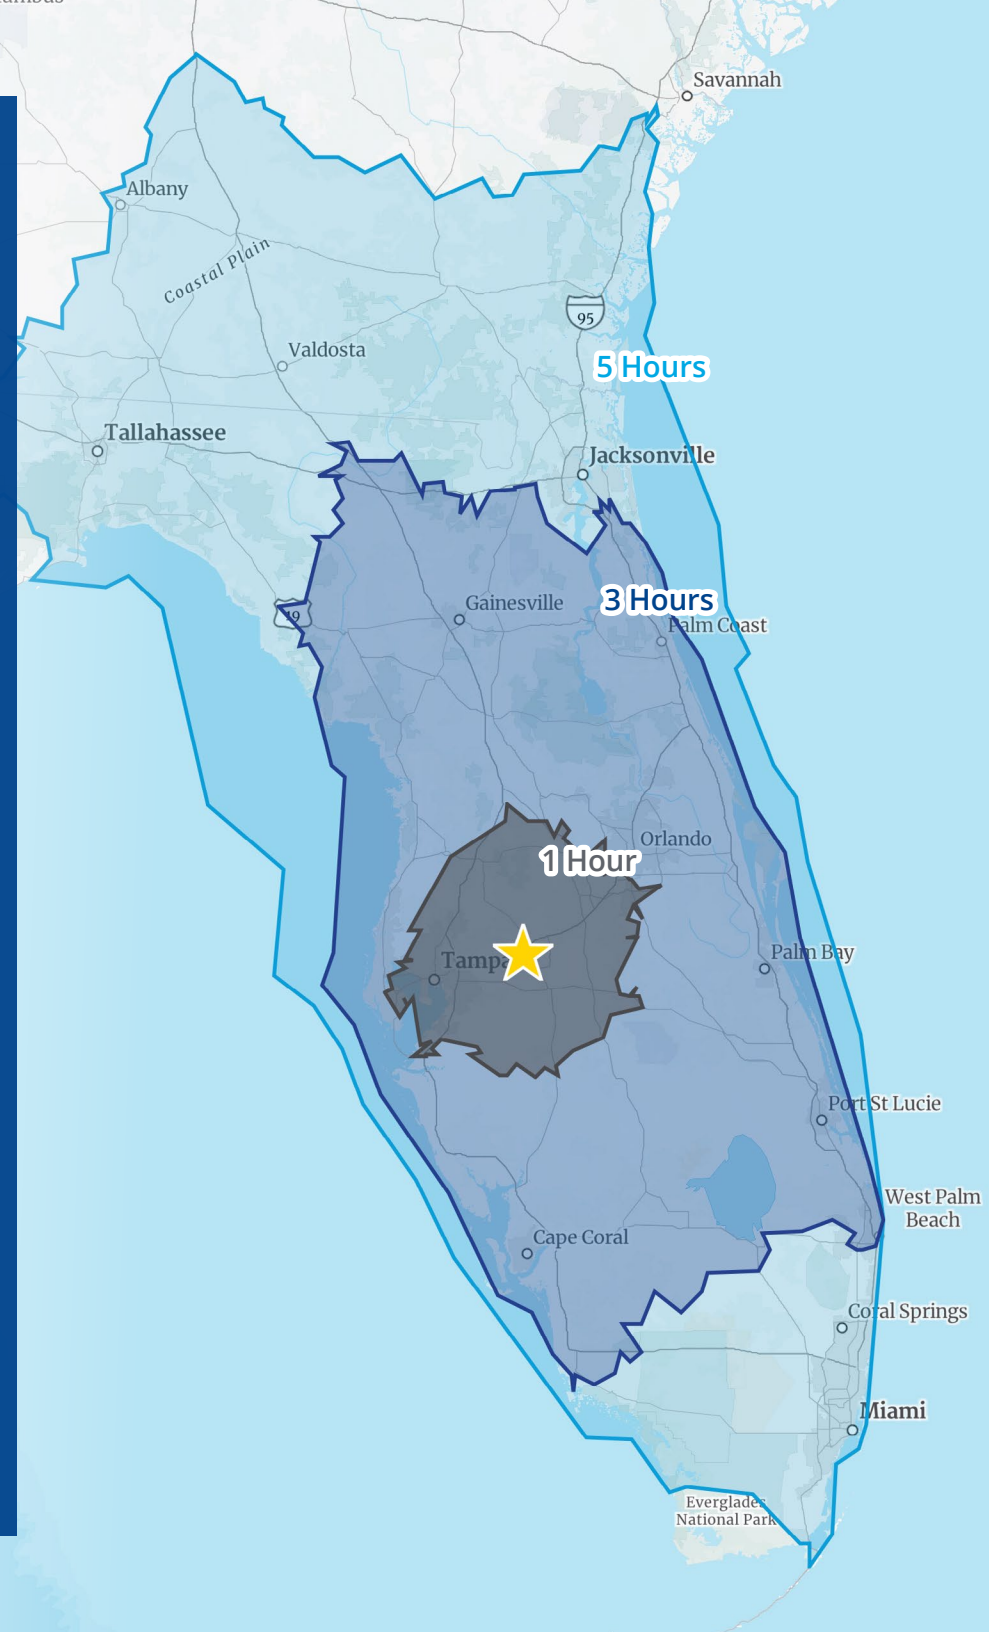 Savannah
Albany
Coastal Plain
95
Valdosta
5 Hours
Tallahassee
Jacksonville
3 Hours
Gainesville
19
Palm Coast
Orlando
1 Hour
Tampa
Palm Bay
Port St Lucie
West Palm
Beach
Cape Coral
Coral Springs
Miami
Everglades
National Park